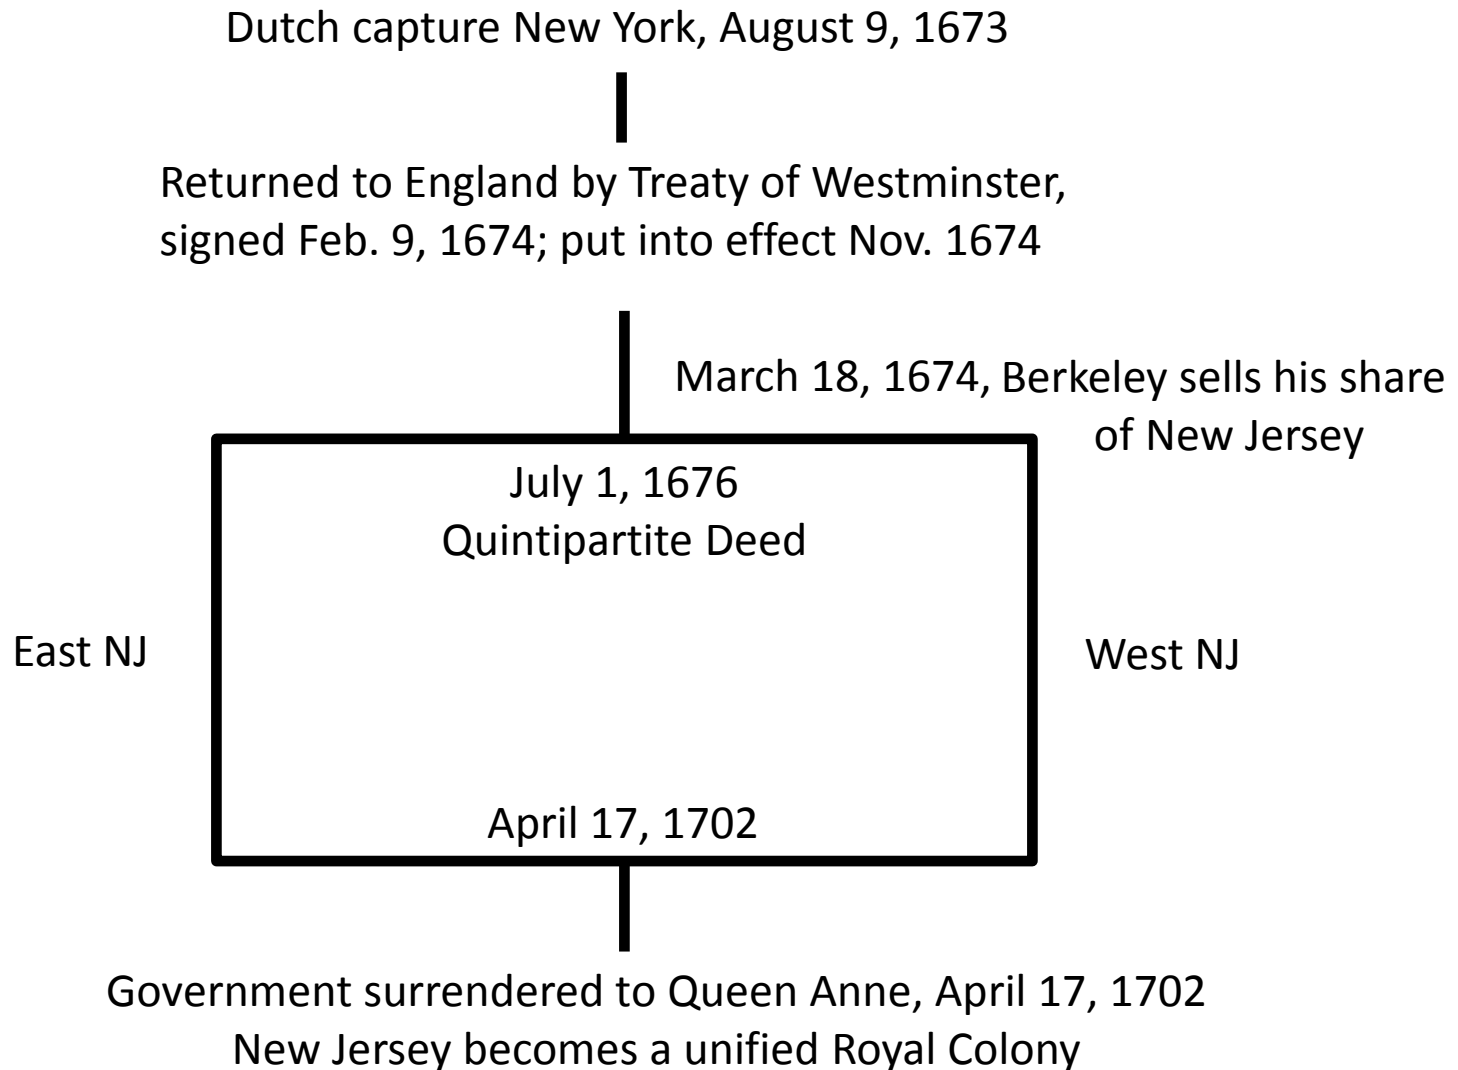 Dutch capture New York, August 9, 1673
Returned to England by Treaty of Westminster,
signed Feb. 9, 1674; put into effect Nov. 1674
March 18, 1674, Berkeley sells his share
of New Jersey
July 1, 1676
Quintipartite Deed
East NJ
West NJ
April 17, 1702
Government surrendered to Queen Anne, April 17, 1702
New Jersey becomes a unified Royal Colony